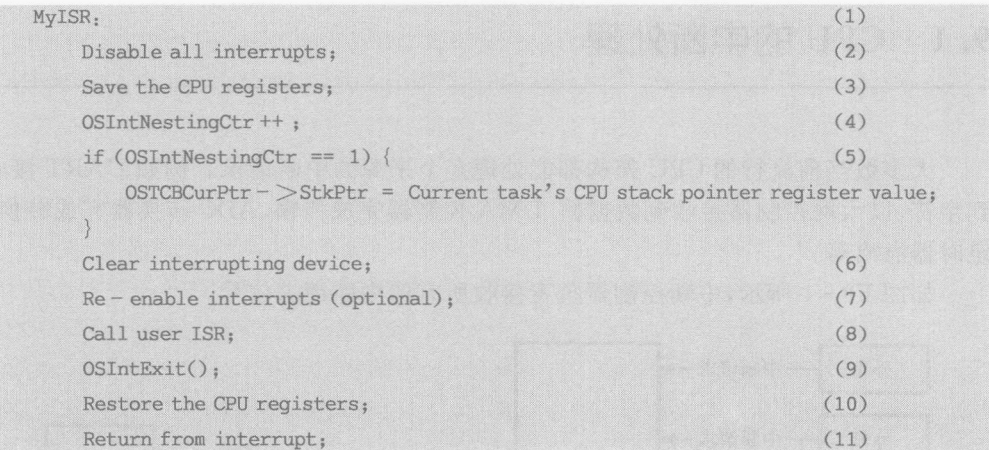 MyISR: (1)
Disable all interrupts; (2)
Save the CPU registers; (3)
OSIntNestingCtr ++ ; (4)
if (OSIntNestingCtr == 1) { (5)
OSTCBCurPtr − >StkPtr = Current task's CPU stack pointer register value;
}
Clear interrupting device; (6)
Re − enable interrupts (optional); (7)
Call user ISR; (8)
OSIntExit(); (9)
Restore the CPU registers; (10)
Return from interrupt; (11)